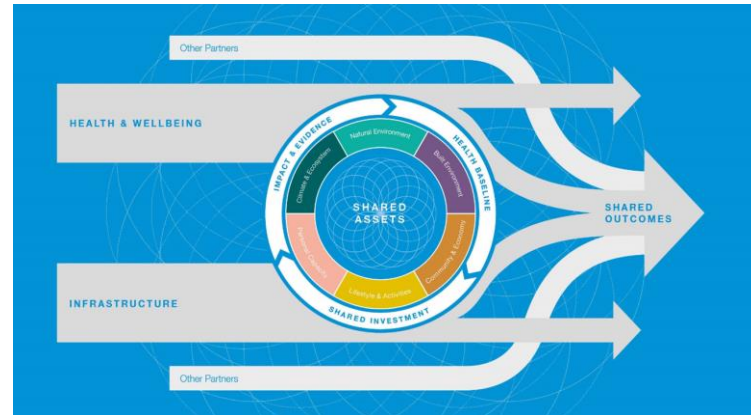 Other Partners
HEALTH & WELLBEING
IMPACT & EVIDENCE
HEALTH BASELINE
SHARED INVESTMENT
Natural Environment
Built Environment
Community & Economy
Lifestyle & Activities
Personal Capacity
Climate & Ecosystem
SHARED
ASSETS
SHARED
OUTCOMES
INFRASTRUCTURE
Other Partners